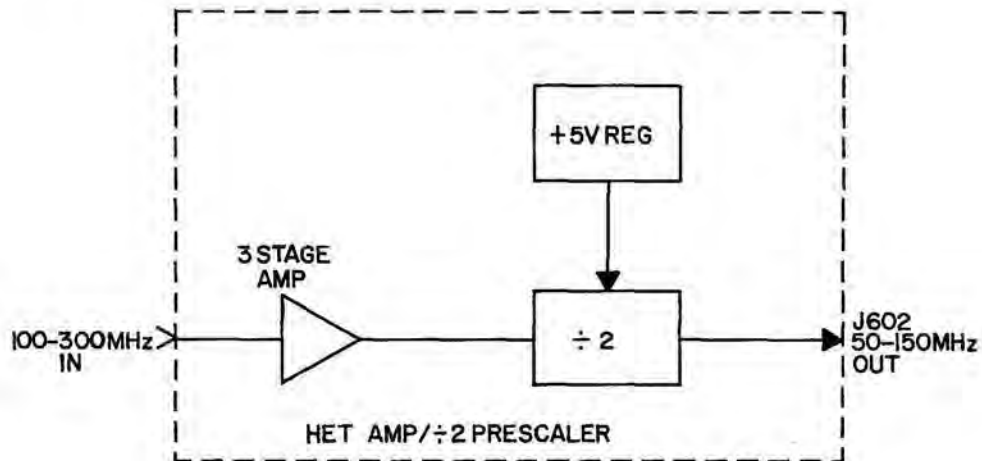 +5V REG
3 STAGE
AMP
100-300MHz
IN
÷ 2
J602
50-150MHz
OUT
HET AMP/÷2 PRESCALER